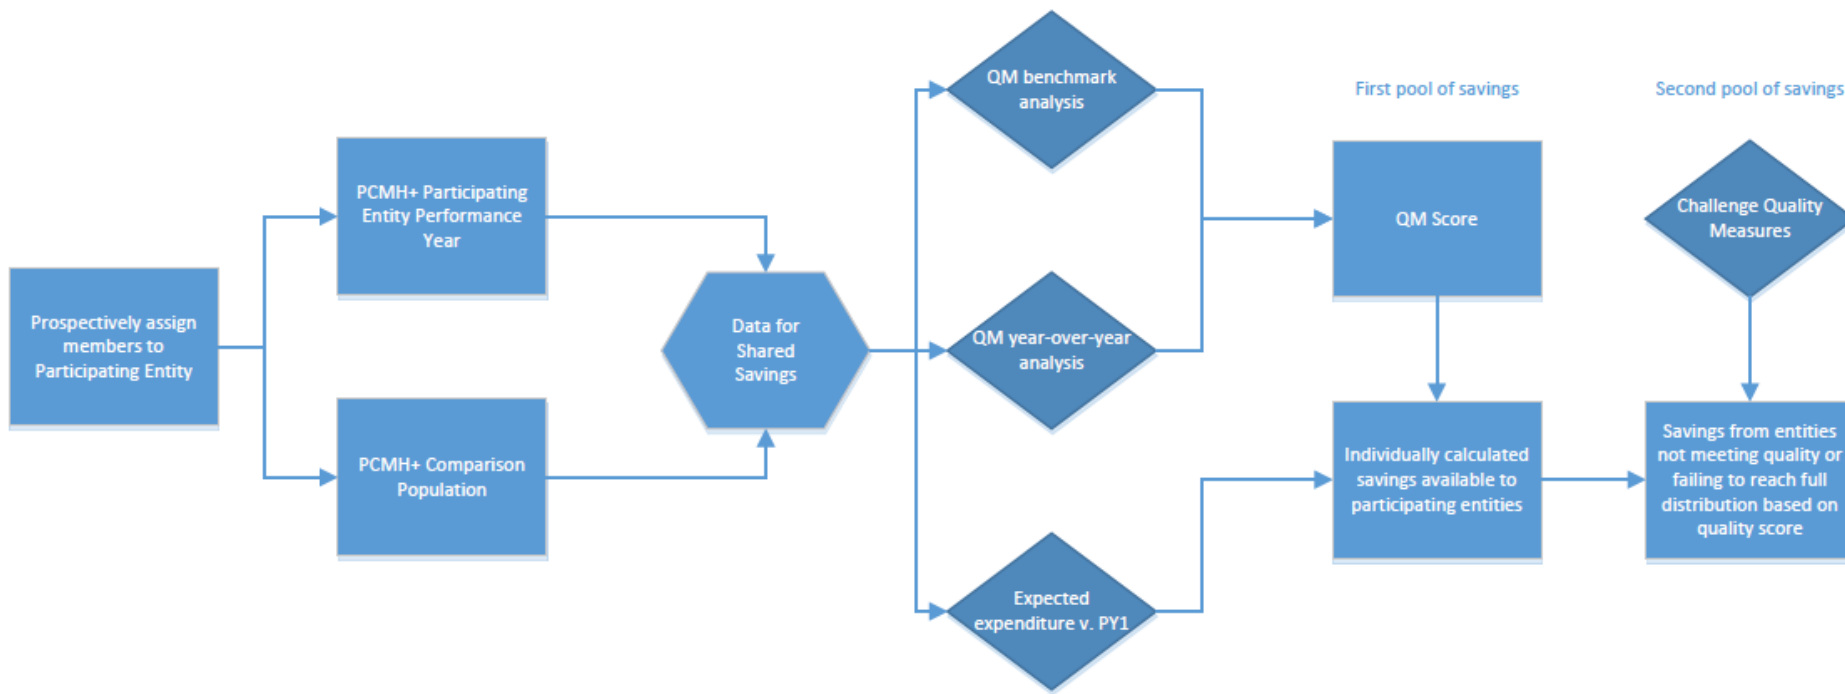 Prospectively assign
members to
Participating Entity
PCMH+ Participating
Entity Performance
Year
PCMH+ Comparison
Population
Data for
Shared
Savings
QM benchmark
analysis
QM year-over-year
analysis
Expected
expenditure v. PY1
First pool of savings
QM Score
Individually calculated
savings available to
participating entities
Second pool of savings
Challenge Quality
Measures
Savings from entities
not meeting quality or
failing to reach full
distribution based on
quality score